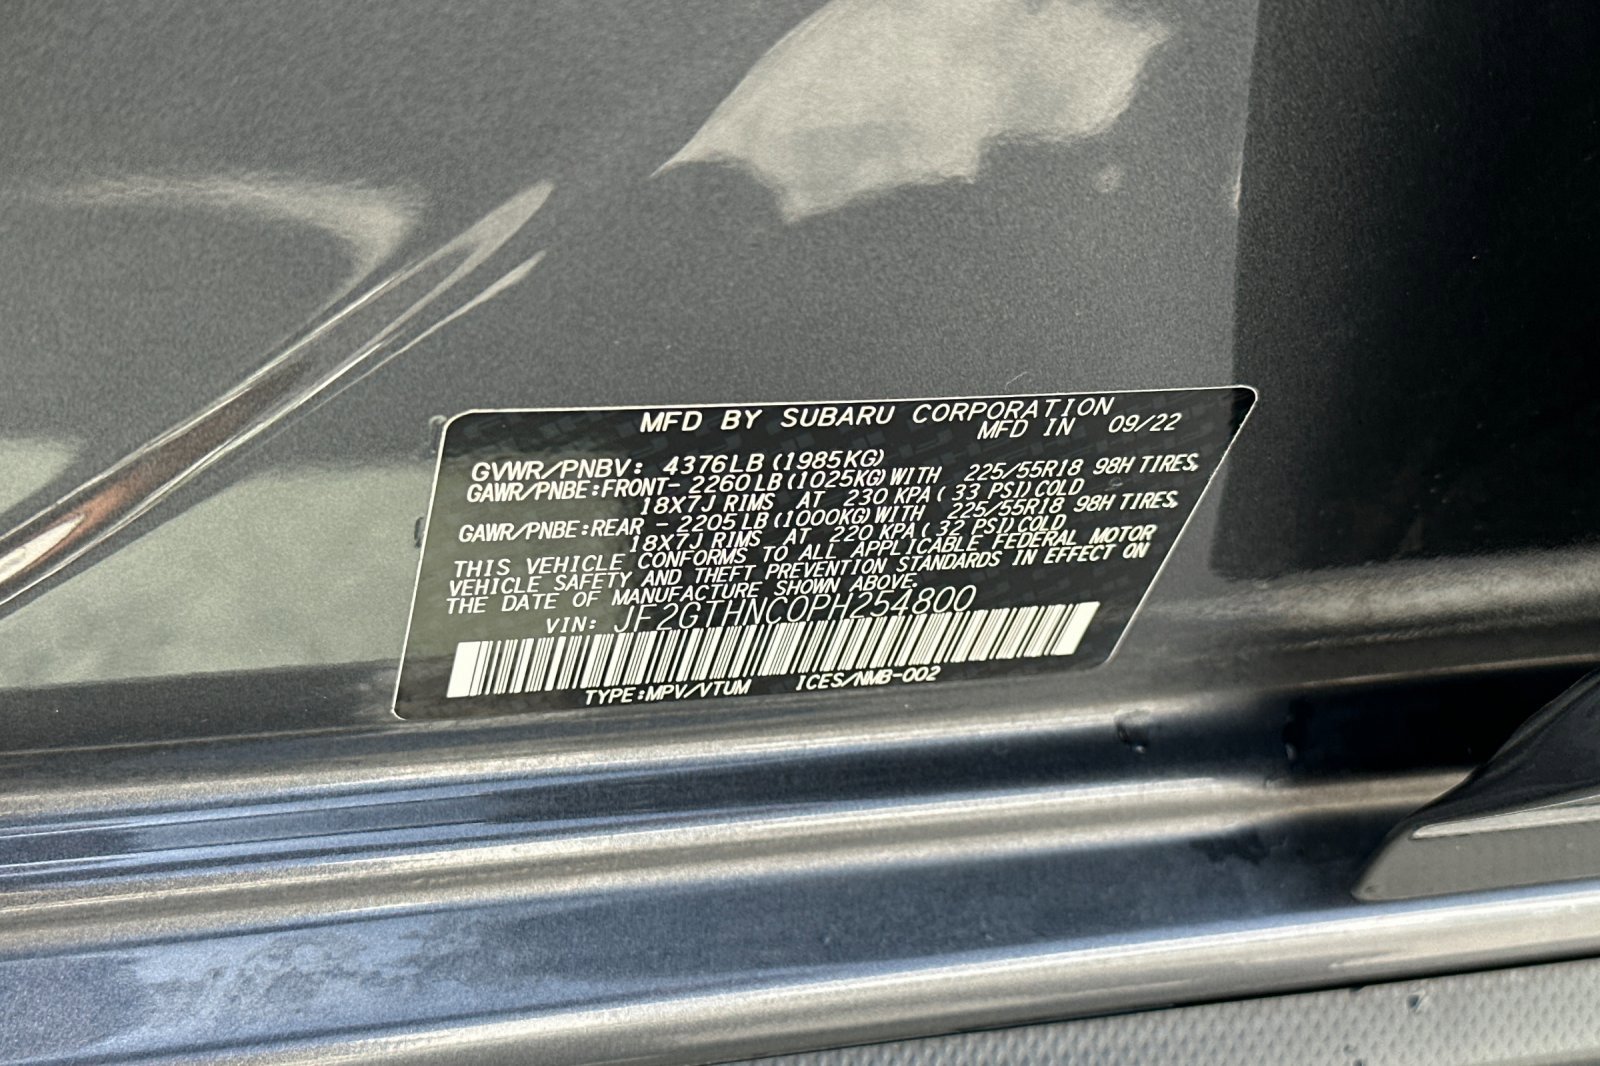 MFD BY SUBARU CORPORATION
MFD IN 09/22
GVWR/PNBV: 4376LB (1985KG)
GAWR/PNBE:FRONT- 2260LB (1025KG) WITH 225/55R18 98H TIRES,
18X7J RIMS AT 230 KPA ( 33 PSI) COLD
GAWR/PNBE:REAR - 2205LB (1000KG) WITH 225/55R18 98H TIRES,
18X7J RIMS AT 220 KPA ( 32 PSI) COLD
THIS VEHICLE CONFORMS TO ALL APPLICABLE FEDERAL MOTOR
VEHICLE SAFETY AND THEFT PREVENTION STANDARDS IN EFFECT ON
THE DATE OF MANUFACTURE SHOWN ABOVE.
VIN: JF2GTHNC0PH254800
TYPE:MPV/VTUM ICES/NMB-002